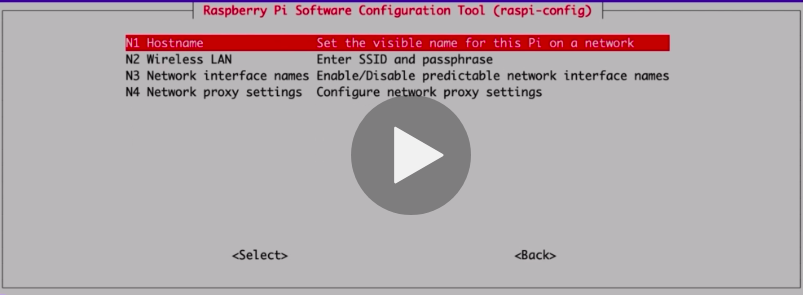 Raspberry Pi Software Configuration Tool (raspi-config)
N1 Hostname Set the visible name for this Pi on a network
N2 Wireless LAN Enter SSID and passphrase
N3 Network interface names Enable/Disable predictable network interface names
N4 Network proxy settings Configure network proxy settings
<Select> <Back>